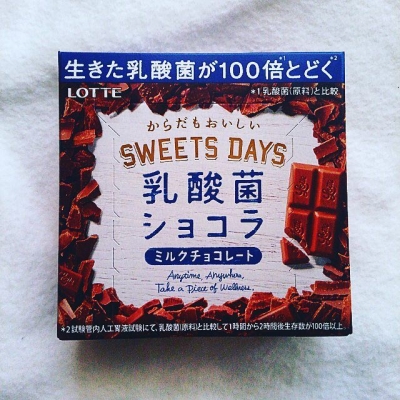 生きた乳酸菌が100倍*1とどく*2
LOTTE
*1 乳酸菌(原料)と比較
からだもおいしい
SWEETS DAYS
乳酸菌
ショコラ
ミルクチョコレート
Anytime, Anywhere,
Take a Piece of Wellness.
*2 試験管内人工胃液試験にて、乳酸菌(原料)と比較して1時間から2時間後生存数が100倍以上